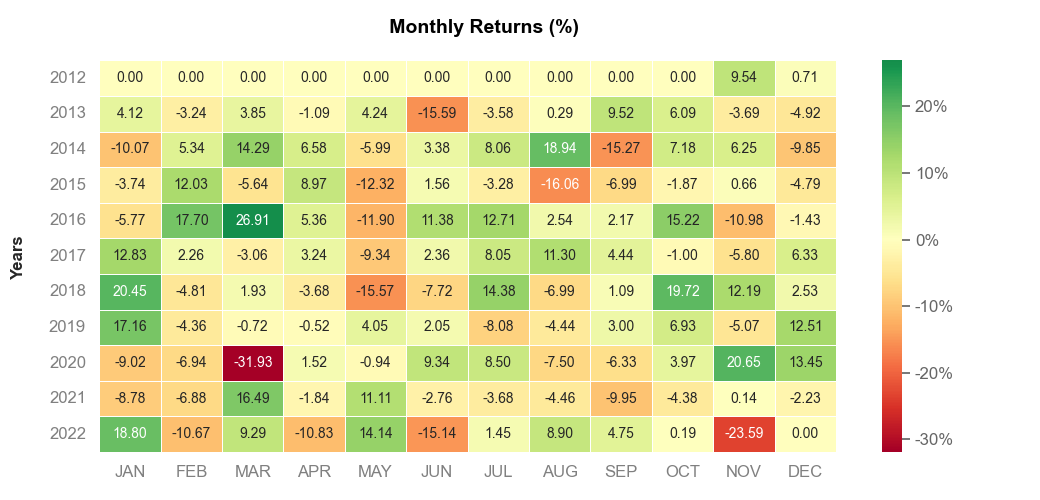 Monthly Returns (%)
Years
2012 0.00 0.00 0.00 0.00 0.00 0.00 0.00 0.00 0.00 0.00 9.54 0.71
2013 4.12 -3.24 3.85 -1.09 4.24 -15.59 -3.58 0.29 9.52 6.09 -3.69 -4.92
2014 -10.07 5.34 14.29 6.58 -5.99 3.38 8.06 18.94 -15.27 7.18 6.25 -9.85
2015 -3.74 12.03 -5.64 8.97 -12.32 1.56 -3.28 -16.06 -6.99 -1.87 0.66 -4.79
2016 -5.77 17.70 26.91 5.36 -11.90 11.38 12.71 2.54 2.17 15.22 -10.98 -1.43
2017 12.83 2.26 -3.06 3.24 -9.34 2.36 8.05 11.30 4.44 -1.00 -5.80 6.33
2018 20.45 -4.81 1.93 -3.68 -15.57 -7.72 14.38 -6.99 1.09 19.72 12.19 2.53
2019 17.16 -4.36 -0.72 -0.52 4.05 2.05 -8.08 -4.44 3.00 6.93 -5.07 12.51
2020 -9.02 -6.94 -31.93 1.52 -0.94 9.34 8.50 -7.50 -6.33 3.97 20.65 13.45
2021 -8.78 -6.88 16.49 -1.84 11.11 -2.76 -3.68 -4.46 -9.95 -4.38 0.14 -2.23
2022 18.80 -10.67 9.29 -10.83 14.14 -15.14 1.45 8.90 4.75 0.19 -23.59 0.00
JAN FEB MAR APR MAY JUN JUL AUG SEP OCT NOV DEC
20%
10%
0%
-10%
-20%
-30%